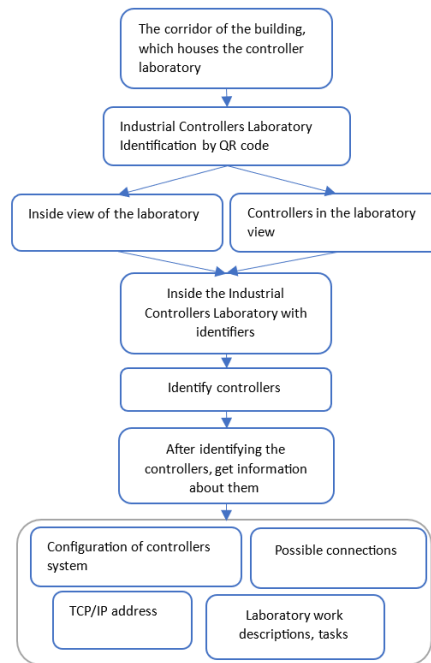 The corridor of the building,
which houses the controller
laboratory
Industrial Controllers Laboratory
Identification by QR code
Inside view of the laboratory
Controllers in the laboratory
view
Inside the Industrial
Controllers Laboratory with
identifiers
Identify controllers
After identifying the
controllers, get information
about them
Configuration of controllers
system
Possible connections
TCP/IP address
Laboratory work
descriptions, tasks